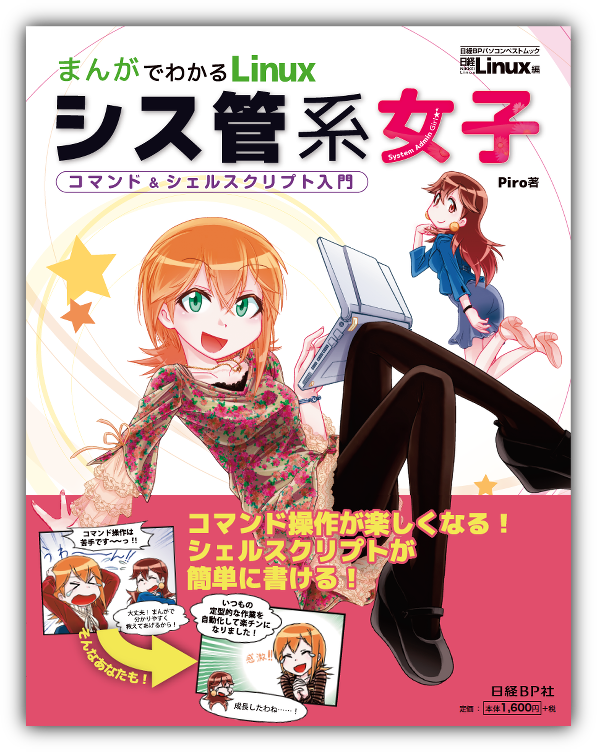 日経BPパソコンベストムック
日経 Nikkei Linux Linux 編
まんがでわかるLinux
シス管系女子
System Admin Girl
コマンド & シェルスクリプト入門
Piro著
コマンド操作が楽しくなる!
シェルスクリプトが
簡単に書ける!
コマンド操作は
苦手です〜〜っ!!
うわーーん!!
大丈夫! まんがで
分かりやすく
教えてあげるから!
そんなあなたも!
いつもの
定型的な作業を
自動化して楽チンに
なりました!
感激!!
成長したわね……!
日経BP社
定価:本体1,600円+税